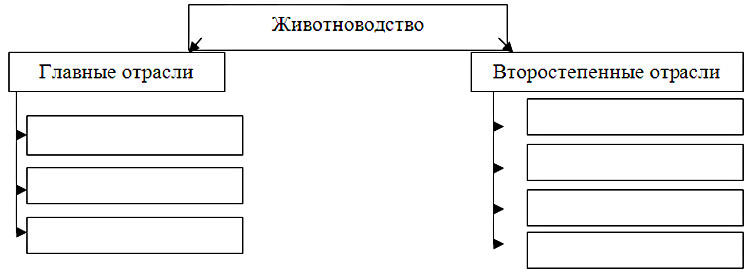 Животноводство
Главные отрасли
Второстепенные отрасли